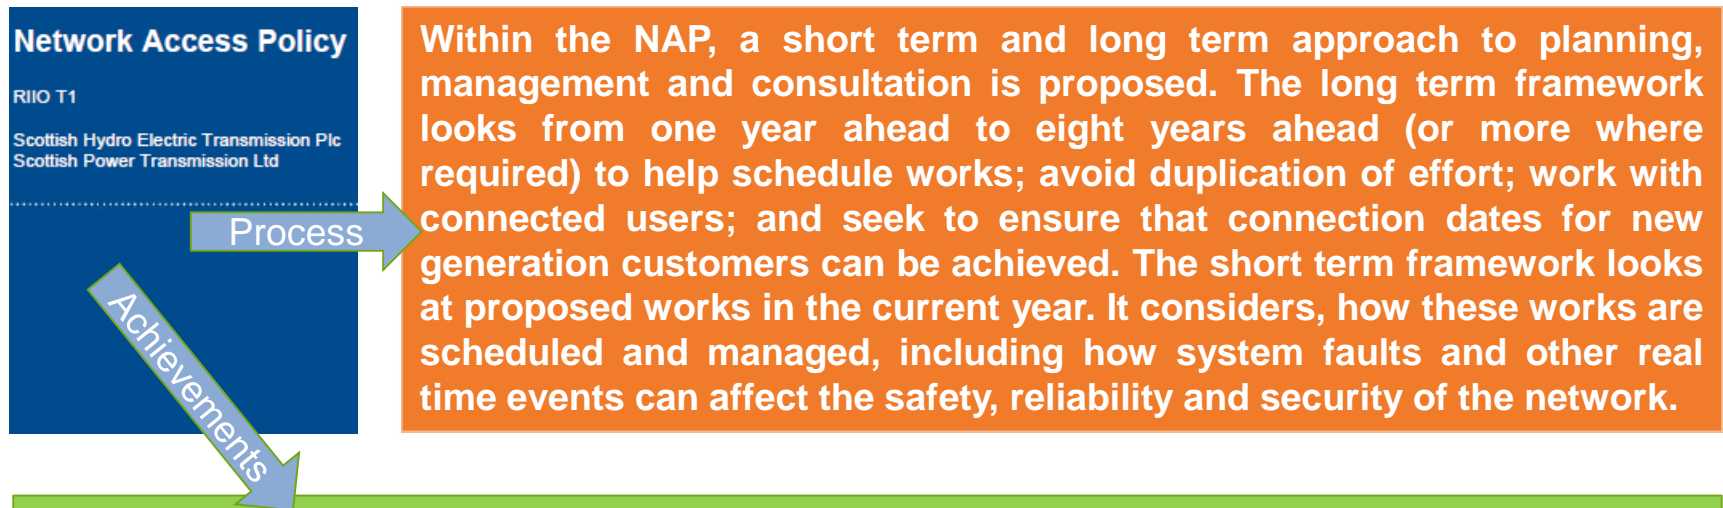 Network Access Policy
RIIO T1
Scottish Hydro Electric Transmission Plc
Scottish Power Transmission Ltd
Process
Achievements
Within the NAP, a short term and long term approach to planning,
management and consultation is proposed. The long term framework
looks from one year ahead to eight years ahead (or more where
required) to help schedule works; avoid duplication of effort; work with
connected users; and seek to ensure that connection dates for new
generation customers can be achieved. The short term framework looks
at proposed works in the current year. It considers, how these works are
scheduled and managed, including how system faults and other real
time events can affect the safety, reliability and security of the network.